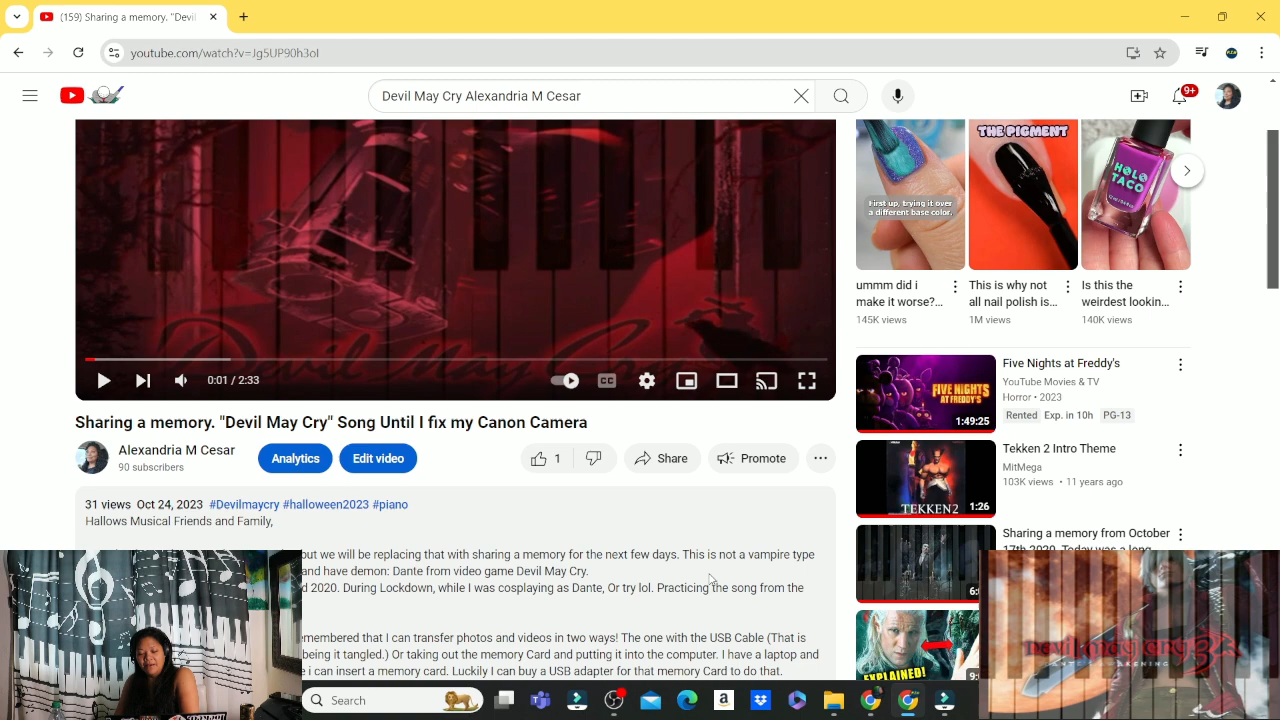 (159) Sharing a memory. "Devil
youtube.com/watch?v=Jg5UP90h3oI
Devil May Cry Alexandria M Cesar
9+
First up, trying it over
a different base color.
THE PIGMENT
HOLO
TACO
ummm did i
make it worse?...
145K views
This is why not
all nail polish is...
1M views
Is this the
weirdest lookin...
140K views
0:01 / 2:33
CC
Sharing a memory. "Devil May Cry" Song Until I fix my Canon Camera
Alexandria M Cesar
90 subscribers
Analytics
Edit video
1
Share
Promote
31 views Oct 24, 2023 #Devilmaycry #halloween2023 #piano
Hallows Musical Friends and Family,
out we will be replacing that with sharing a memory for the next few days. This is not a vampire type
and have demon: Dante from video game Devil May Cry.
d 2020. During Lockdown, while I was cosplaying as Dante, Or try lol. Practicing the song from the
emembered that I can transfer photos and videos in two ways! The one with the USB Cable (That is
being it tangled.) Or taking out the memory Card and putting it into the computer. I have a laptop and
e i can insert a memory card. Luckily I can buy a USB adapter for that memory Card to do that.
FIVE NIGHTS
AT FREDDY'S
1:49:25
Five Nights at Freddy's
YouTube Movies & TV
Horror • 2023
Rented Exp. in 10h PG-13
TEKKEN2
1:26
Tekken 2 Intro Theme
MitMega
103K views • 11 years ago
Sharing a memory from October
17th 2020. Today was a long
6:0
EXPLAINED!
9:
Search
Devil May Cry 3
DANTE'S AWAKENING